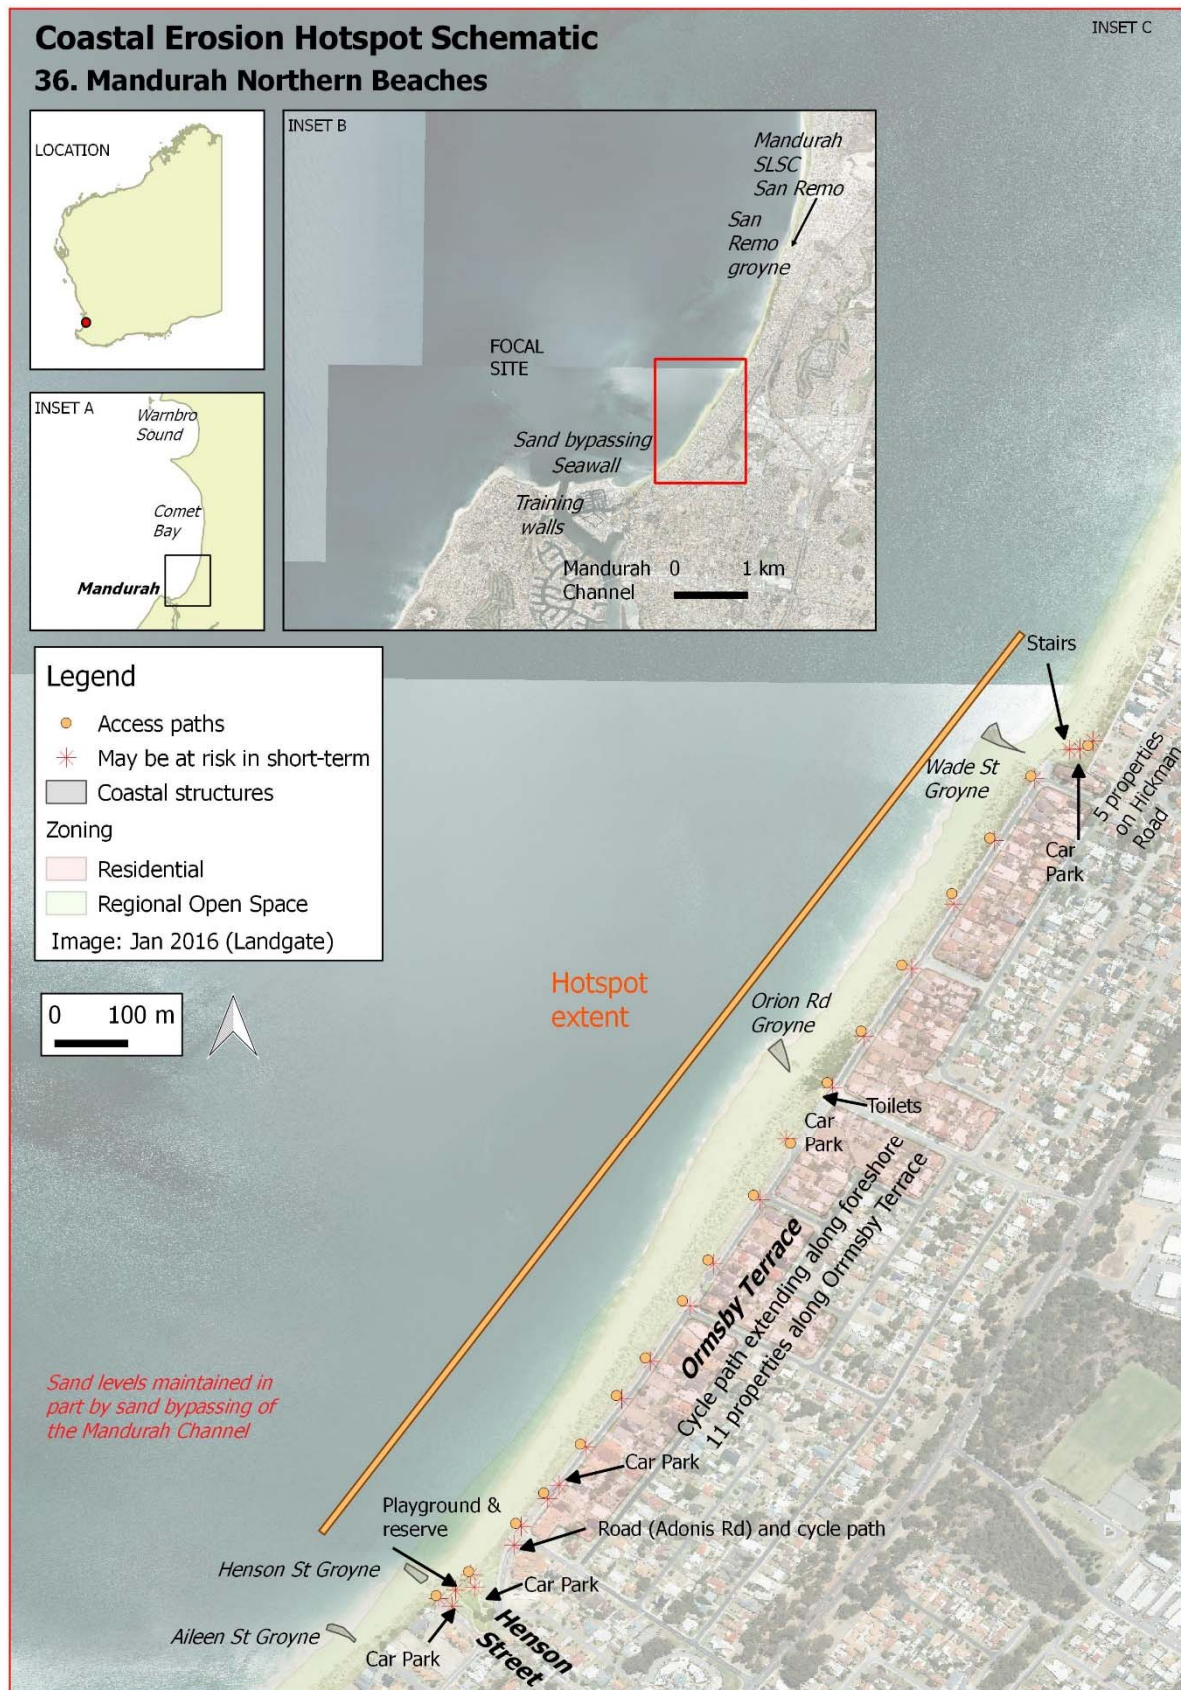 Coastal Erosion Hotspot Schematic
36. Mandurah Northern Beaches
INSET C
LOCATION
INSET A
Warnbro
Sound
Comet
Bay
Mandurah
INSET B
Mandurah
SLSC
San Remo
San
Remo
groyne
FOCAL
SITE
Sand bypassing
Seawall
Training
walls
Mandurah
Channel
0 1 km
Legend
Access paths
May be at risk in short-term
Coastal structures
Zoning
Residential
Regional Open Space
Image: Jan 2016 (Landgate)
0 100 m
Hotspot
extent
Stairs
Wade St
Groyne
5 properties
on Hickman
Road
Car
Park
Orion Rd
Groyne
Toilets
Car
Park
Ormsby Terrace
Cycle path extending along foreshore
11 properties along Orrmsby Terrace
Sand levels maintained in
part by sand bypassing of
the Mandurah Channel
Car Park
Playground &
reserve
Road (Adonis Rd) and cycle path
Henson St Groyne
Car Park
Aileen St Groyne
Car Park
Henson
Street